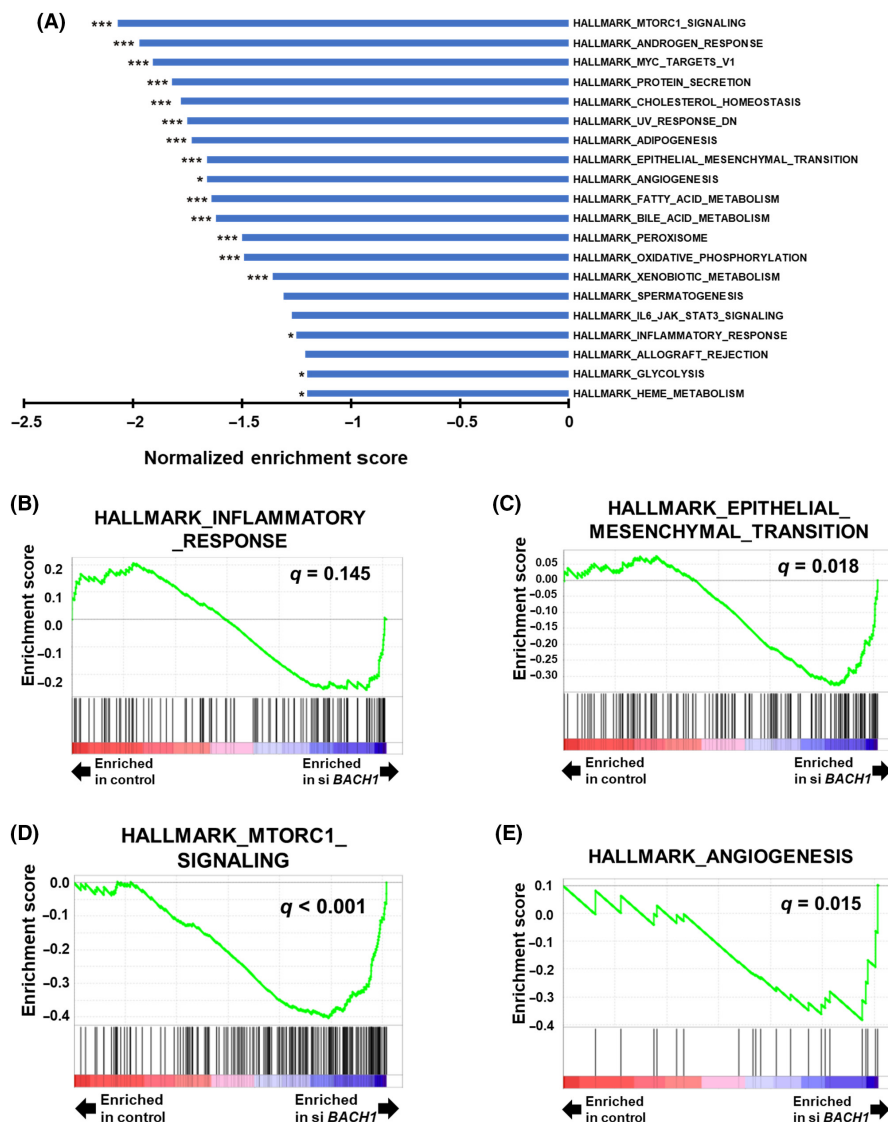 (A)
*** HALLMARK_MTORC1_SIGNALING
*** HALLMARK_ANDROGEN_RESPONSE
*** HALLMARK_MYC_TARGETS_V1
*** HALLMARK_PROTEIN_SECRETION
*** HALLMARK_CHOLESTEROL_HOMEOSTASIS
*** HALLMARK_UV_RESPONSE_DN
*** HALLMARK_ADIPOGENESIS
*** HALLMARK_EPITHELIAL_MESENCHYMAL_TRANSITION
* HALLMARK_ANGIOGENESIS
*** HALLMARK_FATTY_ACID_METABOLISM
*** HALLMARK_BILE_ACID_METABOLISM
*** HALLMARK_PEROXISOME
*** HALLMARK_OXIDATIVE_PHOSPHORYLATION
*** HALLMARK_XENOBIOTIC_METABOLISM
HALLMARK_SPERMATOGENESIS
HALLMARK_IL6_JAK_STAT3_SIGNALING
* HALLMARK_INFLAMMATORY_RESPONSE
HALLMARK_ALLOGRAFT_REJECTION
* HALLMARK_GLYCOLYSIS
* HALLMARK_HEME_METABOLISM
−2.5 −2 −1.5 −1 −0.5 0
Normalized enrichment score
(B)
HALLMARK_INFLAMMATORY
_RESPONSE
Enrichment score
0.2
0.1
0.0
−0.1
−0.2
q = 0.145
Enriched
in control
Enriched
in si BACH1
(C)
HALLMARK_EPITHELIAL_
MESENCHYMAL_TRANSITION
Enrichment score
0.05
0.00
−0.05
−0.10
−0.15
−0.20
−0.25
−0.30
q = 0.018
Enriched
in control
Enriched
in si BACH1
(D)
HALLMARK_MTORC1_
SIGNALING
Enrichment score
0.0
−0.1
−0.2
−0.3
−0.4
q < 0.001
Enriched
in control
Enriched
in si BACH1
(E)
HALLMARK_ANGIOGENESIS
Enrichment score
0.1
0.0
−0.1
−0.2
−0.3
−0.4
q = 0.015
Enriched
in control
Enriched
in si BACH1